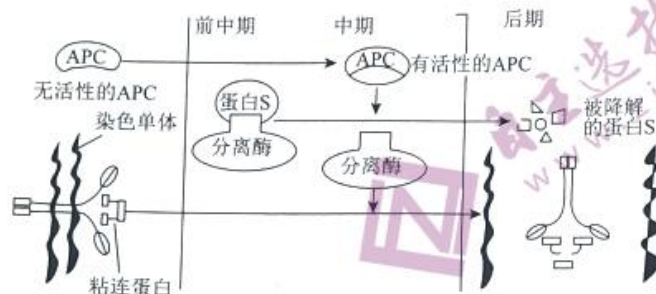 前中期
中期
后期
APC
APC
有活性的APC
无活性的APC
蛋白S
被降解
的蛋白S
染色单体
分离酶
分离酶
粘连蛋白